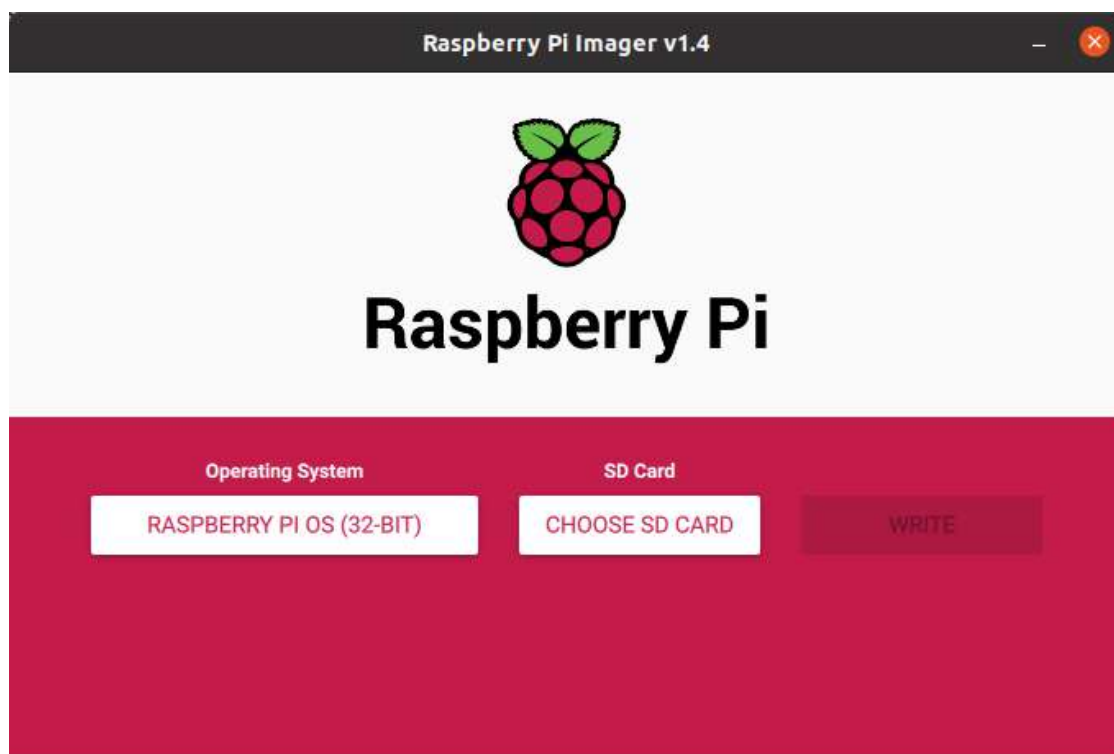 Raspberry Pi Imager v1.4
Raspberry Pi
Operating System
SD Card
RASPBERRY PI OS (32-BIT)
CHOOSE SD CARD
WRITE